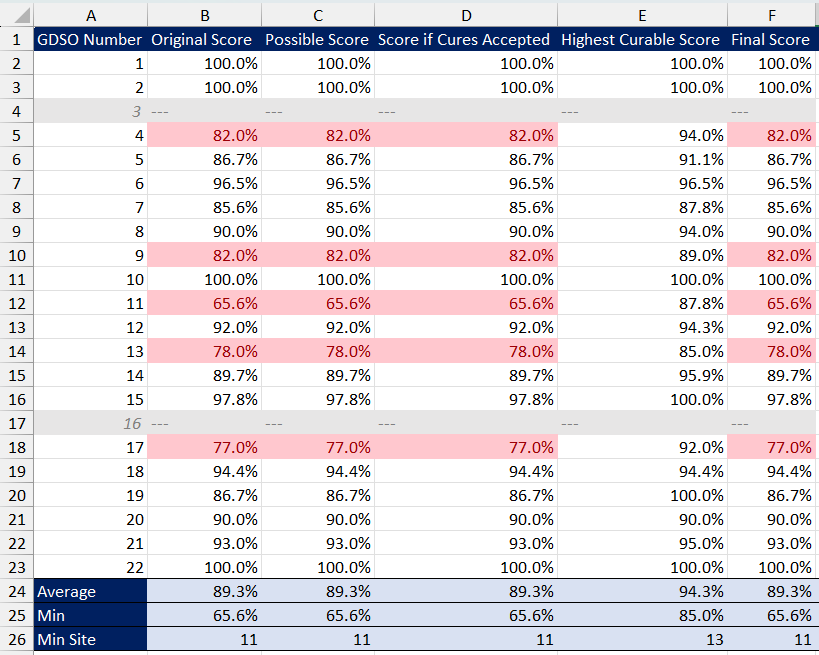 A B C D E F
1 GDSO Number Original Score Possible Score Score if Cures Accepted Highest Curable Score Final Score
2 1 100.0% 100.0% 100.0% 100.0% 100.0%
3 2 100.0% 100.0% 100.0% 100.0% 100.0%
4 3 --- --- --- --- ---
5 4 82.0% 82.0% 82.0% 94.0% 82.0%
6 5 86.7% 86.7% 86.7% 91.1% 86.7%
7 6 96.5% 96.5% 96.5% 96.5% 96.5%
8 7 85.6% 85.6% 85.6% 87.8% 85.6%
9 8 90.0% 90.0% 90.0% 94.0% 90.0%
10 9 82.0% 82.0% 82.0% 89.0% 82.0%
11 10 100.0% 100.0% 100.0% 100.0% 100.0%
12 11 65.6% 65.6% 65.6% 87.8% 65.6%
13 12 92.0% 92.0% 92.0% 94.3% 92.0%
14 13 78.0% 78.0% 78.0% 85.0% 78.0%
15 14 89.7% 89.7% 89.7% 95.9% 89.7%
16 15 97.8% 97.8% 97.8% 100.0% 97.8%
17 16 --- --- --- --- ---
18 17 77.0% 77.0% 77.0% 92.0% 77.0%
19 18 94.4% 94.4% 94.4% 94.4% 94.4%
20 19 86.7% 86.7% 86.7% 100.0% 86.7%
21 20 90.0% 90.0% 90.0% 90.0% 90.0%
22 21 93.0% 93.0% 93.0% 95.0% 93.0%
23 22 100.0% 100.0% 100.0% 100.0% 100.0%
24 Average 89.3% 89.3% 89.3% 94.3% 89.3%
25 Min 65.6% 65.6% 65.6% 85.0% 65.6%
26 Min Site 11 11 11 13 11